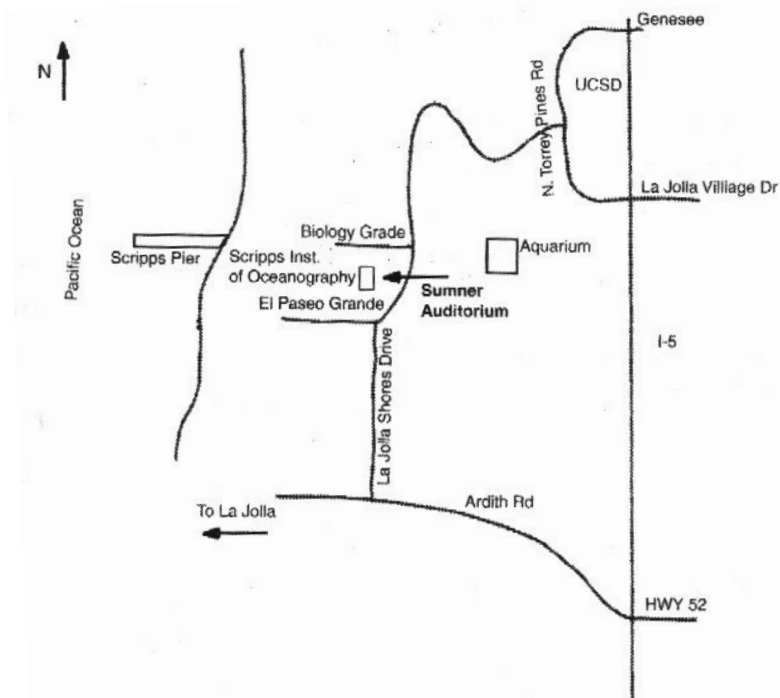 Genesee
N
UCSD
N. Torrey Pines Rd
La Jolla Villiage Dr
Pacific Ocean
Biology Grade
Scripps Pier
Scripps Inst.
of Oceanography
Aquarium
Sumner
Auditorium
El Paseo Grande
I-5
La Jolla Shores Drive
Ardith Rd
To La Jolla
HWY 52